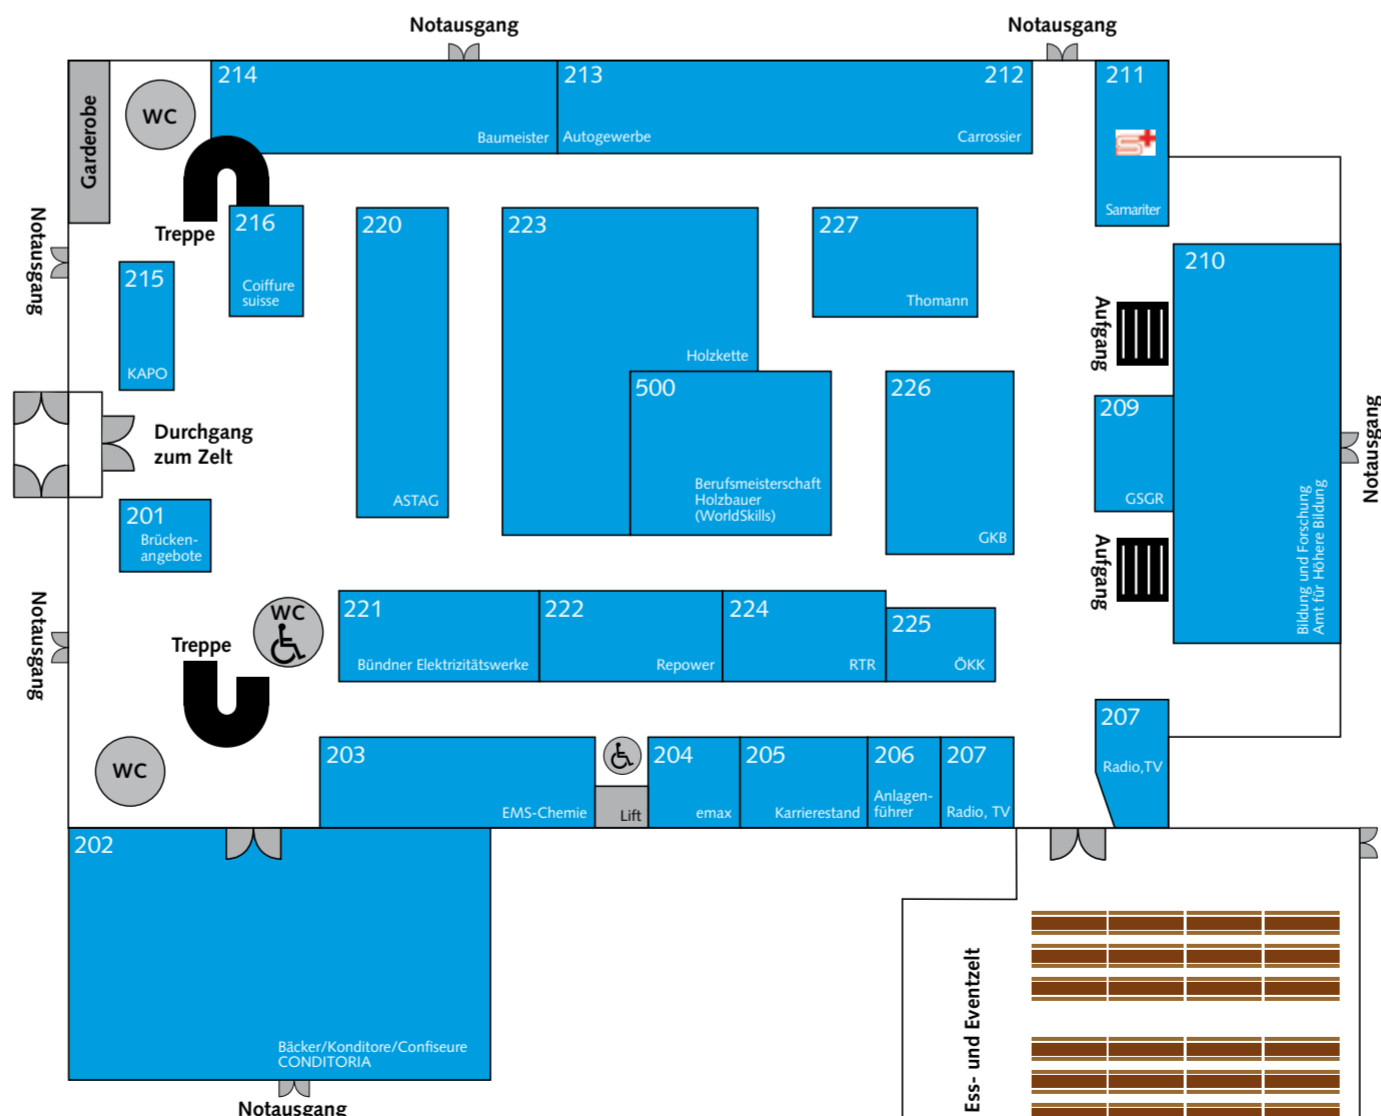 Notausgang
Notausgang
214
Baumeister
213
Autogewerbe
212
Carrossier
211
Samariter
Garderobe
WC
Treppe
Notausgang
216
Coiffure
suisse
215
KAPO
220
ASTAG
223
Holzkette
227
Thomann
210
Bildung und Forschung
Amt für Höhere Bildung
Aufgang
500
Berufsmeisterschaft
Holzbauer
(WorldSkills)
226
GKB
209
GSGR
Notausgang
Durchgang
zum Zelt
201
Brücken-
angebote
Aufgang
Notausgang
WC
Treppe
221
Bündner Elektrizitätswerke
222
Repower
224
RTR
225
ÖKK
207
Radio,TV
WC
203
EMS-Chemie
Lift
204
emax
205
Karrierestand
206
Anlagen-
führer
207
Radio, TV
202
Bäcker/Konditore/Confiseure
CONDITORIA
Notausgang
Ess- und Eventzelt